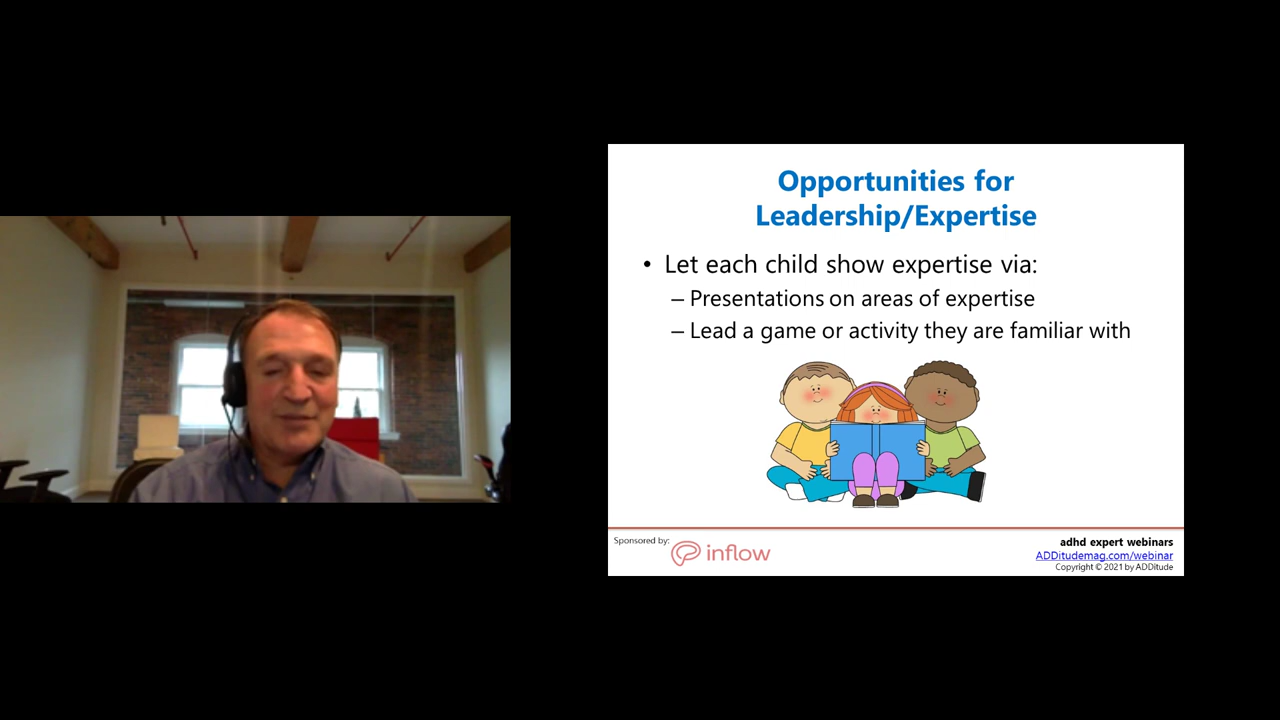 Opportunities for
Leadership/Expertise
• Let each child show expertise via:
– Presentations on areas of expertise
– Lead a game or activity they are familiar with
Sponsored by:
inflow
adhd expert webinars
ADDitudemag.com/webinar
Copyright © 2021 by ADDitude